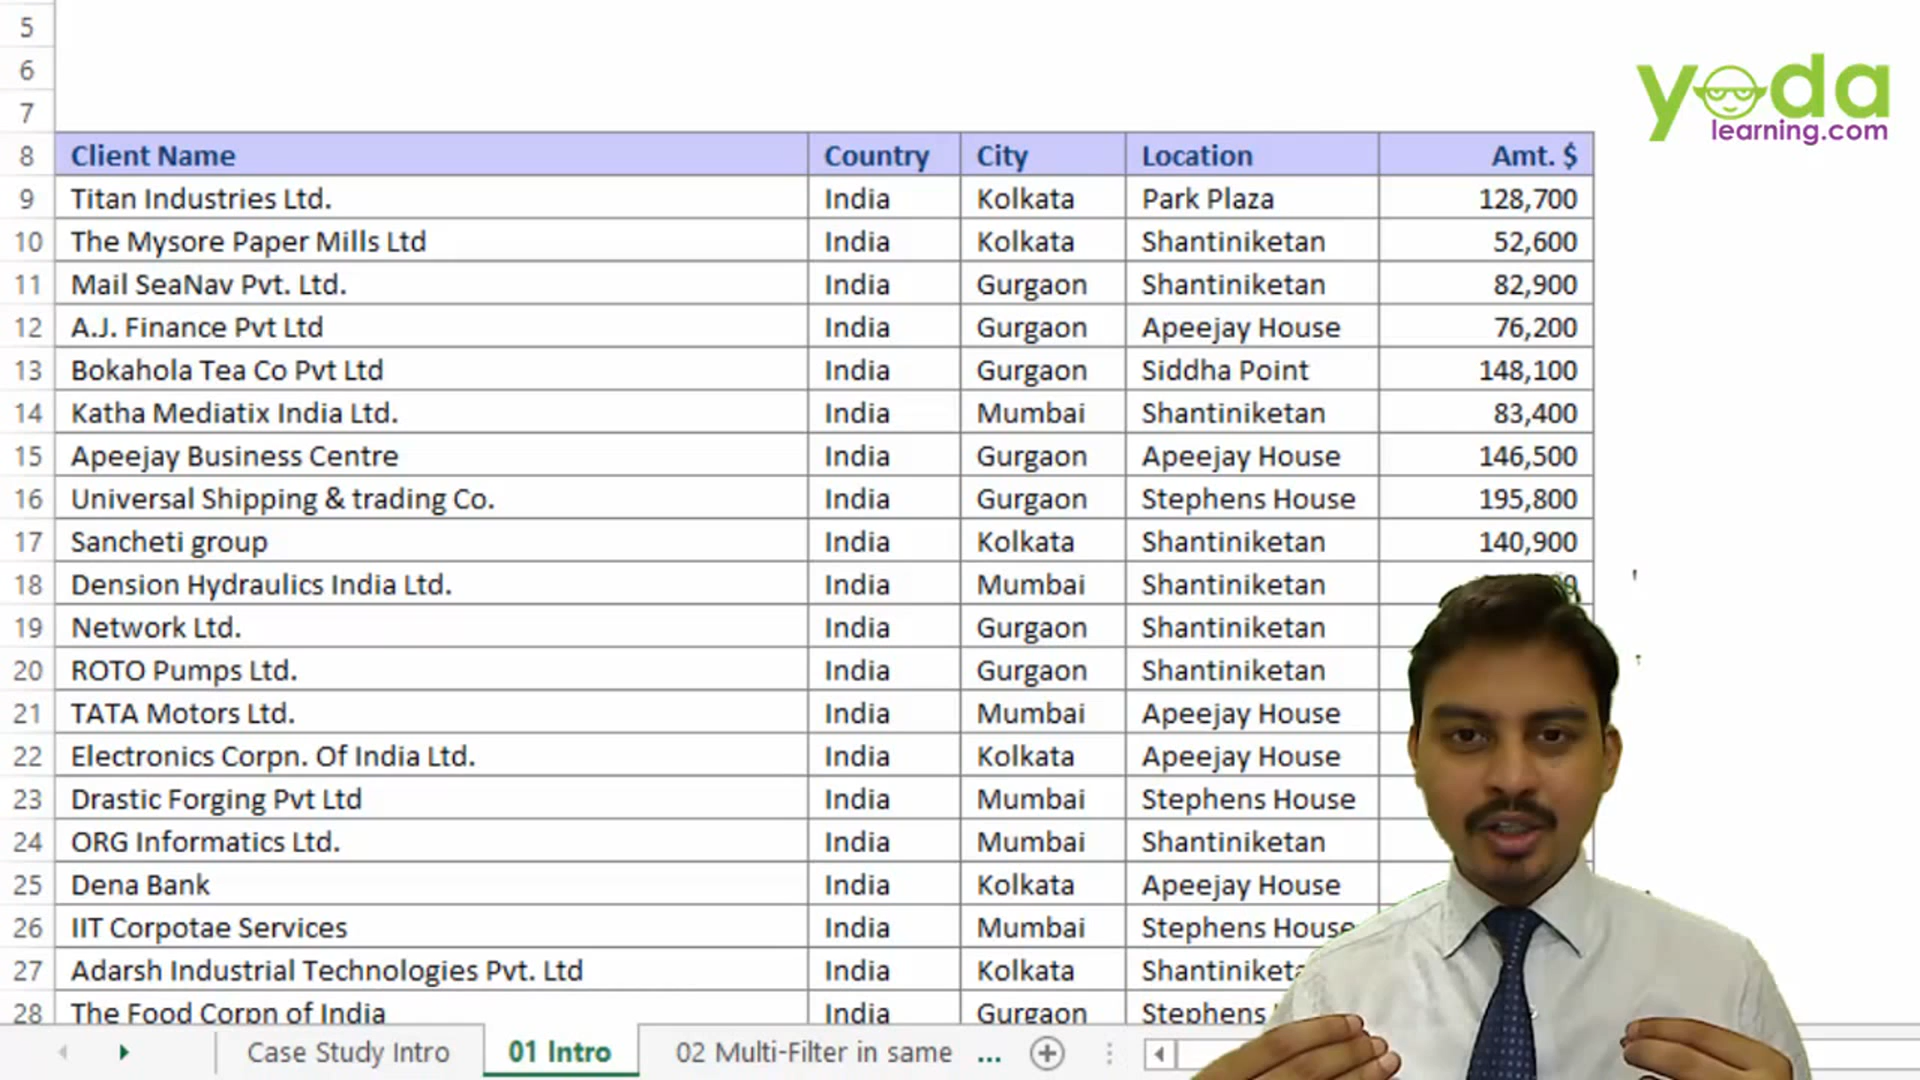 5
6
7
yoda
learning.com
8 Client Name Country City Location Amt. $
9 Titan Industries Ltd. India Kolkata Park Plaza 128,700
10 The Mysore Paper Mills Ltd India Kolkata Shantiniketan 52,600
11 Mail SeaNav Pvt. Ltd. India Gurgaon Shantiniketan 82,900
12 A.J. Finance Pvt Ltd India Gurgaon Apeejay House 76,200
13 Bokahola Tea Co Pvt Ltd India Gurgaon Siddha Point 148,100
14 Katha Mediatix India Ltd. India Mumbai Shantiniketan 83,400
15 Apeejay Business Centre India Gurgaon Apeejay House 146,500
16 Universal Shipping & trading Co. India Gurgaon Stephens House 195,800
17 Sancheti group India Kolkata Shantiniketan 140,900
18 Dension Hydraulics India Ltd. India Mumbai Shantiniketan
19 Network Ltd. India Gurgaon Shantiniketan
20 ROTO Pumps Ltd. India Gurgaon Shantiniketan
21 TATA Motors Ltd. India Mumbai Apeejay House
22 Electronics Corpn. Of India Ltd. India Kolkata Apeejay House
23 Drastic Forging Pvt Ltd India Mumbai Stephens House
24 ORG Informatics Ltd. India Mumbai Shantiniketan
25 Dena Bank India Kolkata Apeejay House
26 IIT Corpotae Services India Mumbai Stephens House
27 Adarsh Industrial Technologies Pvt. Ltd India Kolkata Shantiniketa
28 The Food Corpn of India India Gurgaon Stephens
Case Study Intro 01 Intro 02 Multi-Filter in same ...